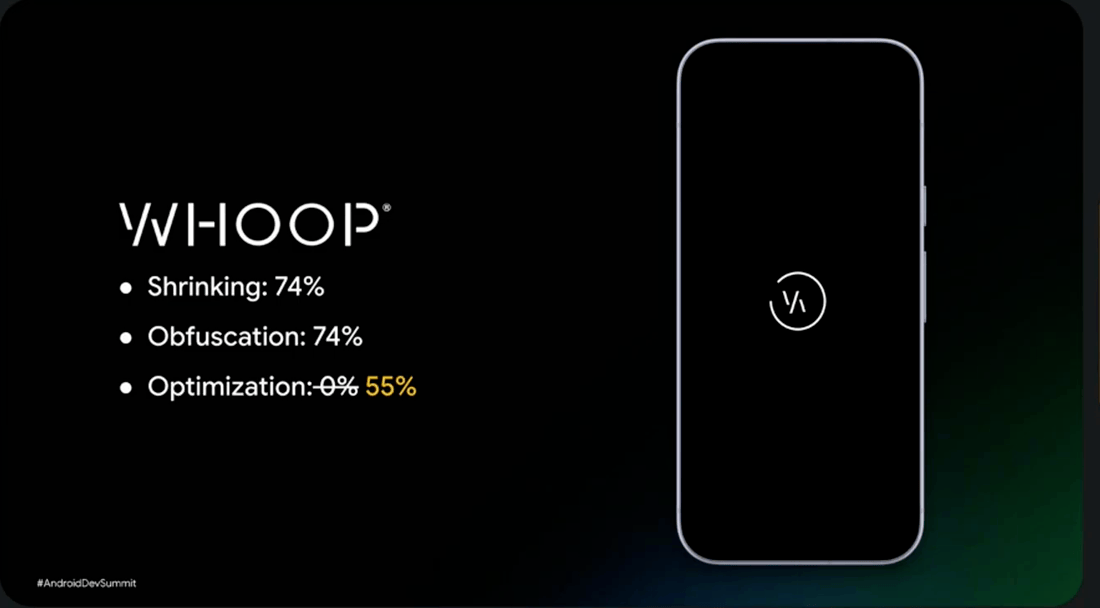 WHOOP®
• Shrinking: 74%
• Obfuscation: 74%
• Optimization: 0% 55%
#AndroidDevSummit